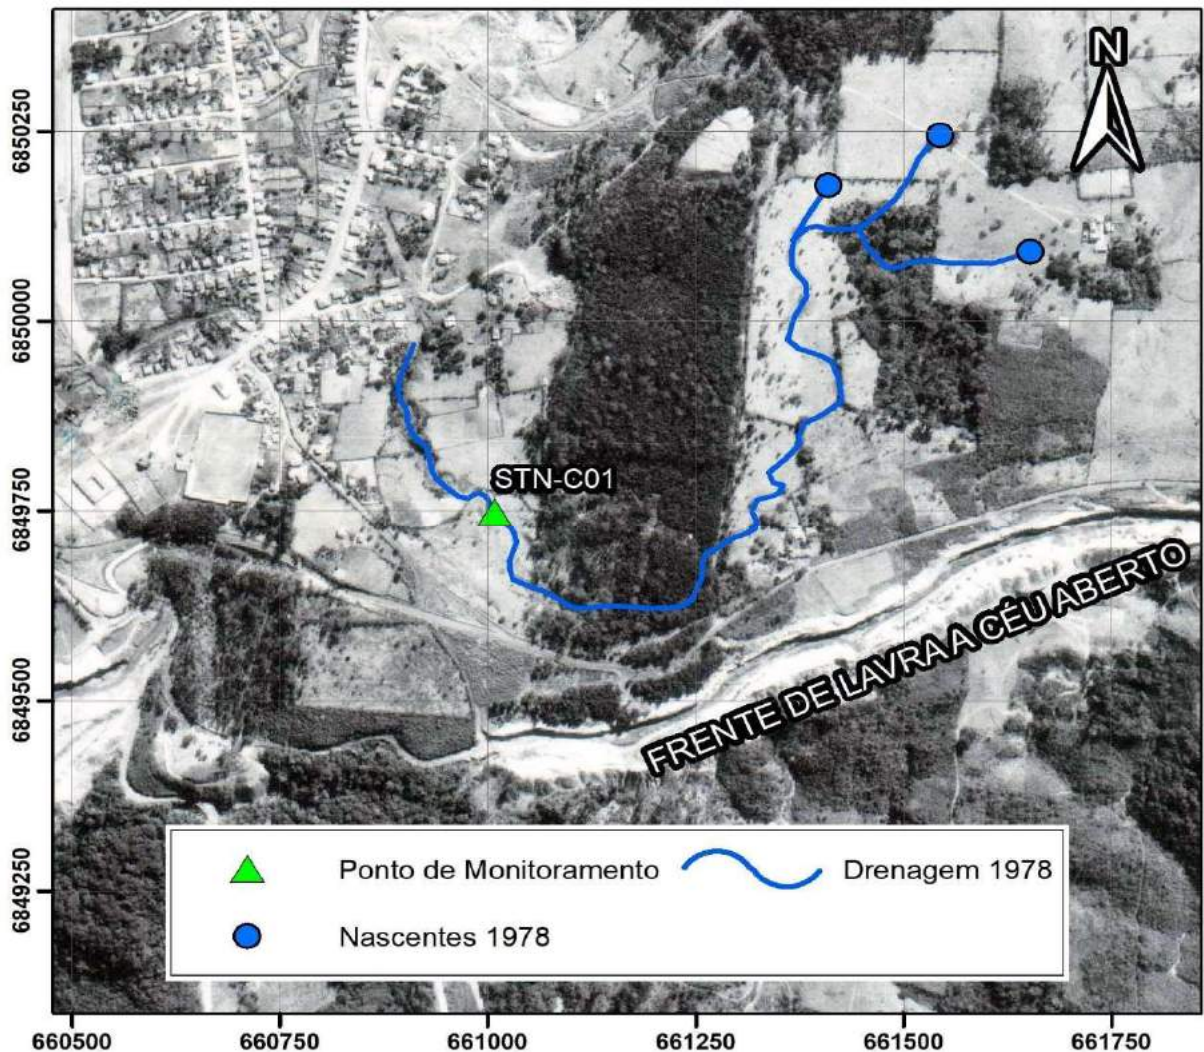 N
6850250
6850000
6849750
6849500
6849250
STN-C01
FRENTE DE LAVRA A CÉU ABERTO
Ponto de Monitoramento
Drenagem 1978
Nascentes 1978
660500 660750 661000 661250 661500 661750